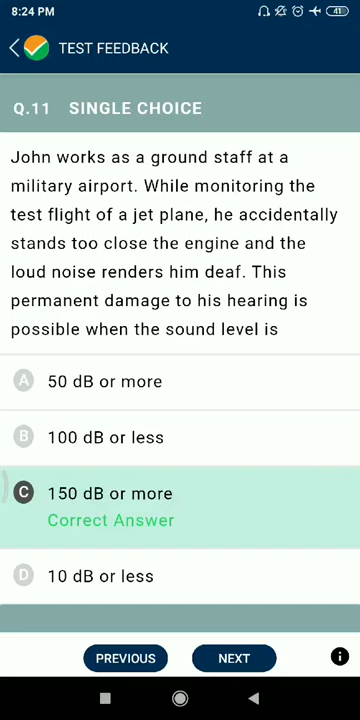 8:24 PM
41
TEST FEEDBACK
Q.11 SINGLE CHOICE
John works as a ground staff at a
military airport. While monitoring the
test flight of a jet plane, he accidentally
stands too close the engine and the
loud noise renders him deaf. This
permanent damage to his hearing is
possible when the sound level is
A 50 dB or more
B 100 dB or less
C 150 dB or more
Correct Answer
D 10 dB or less
PREVIOUS NEXT